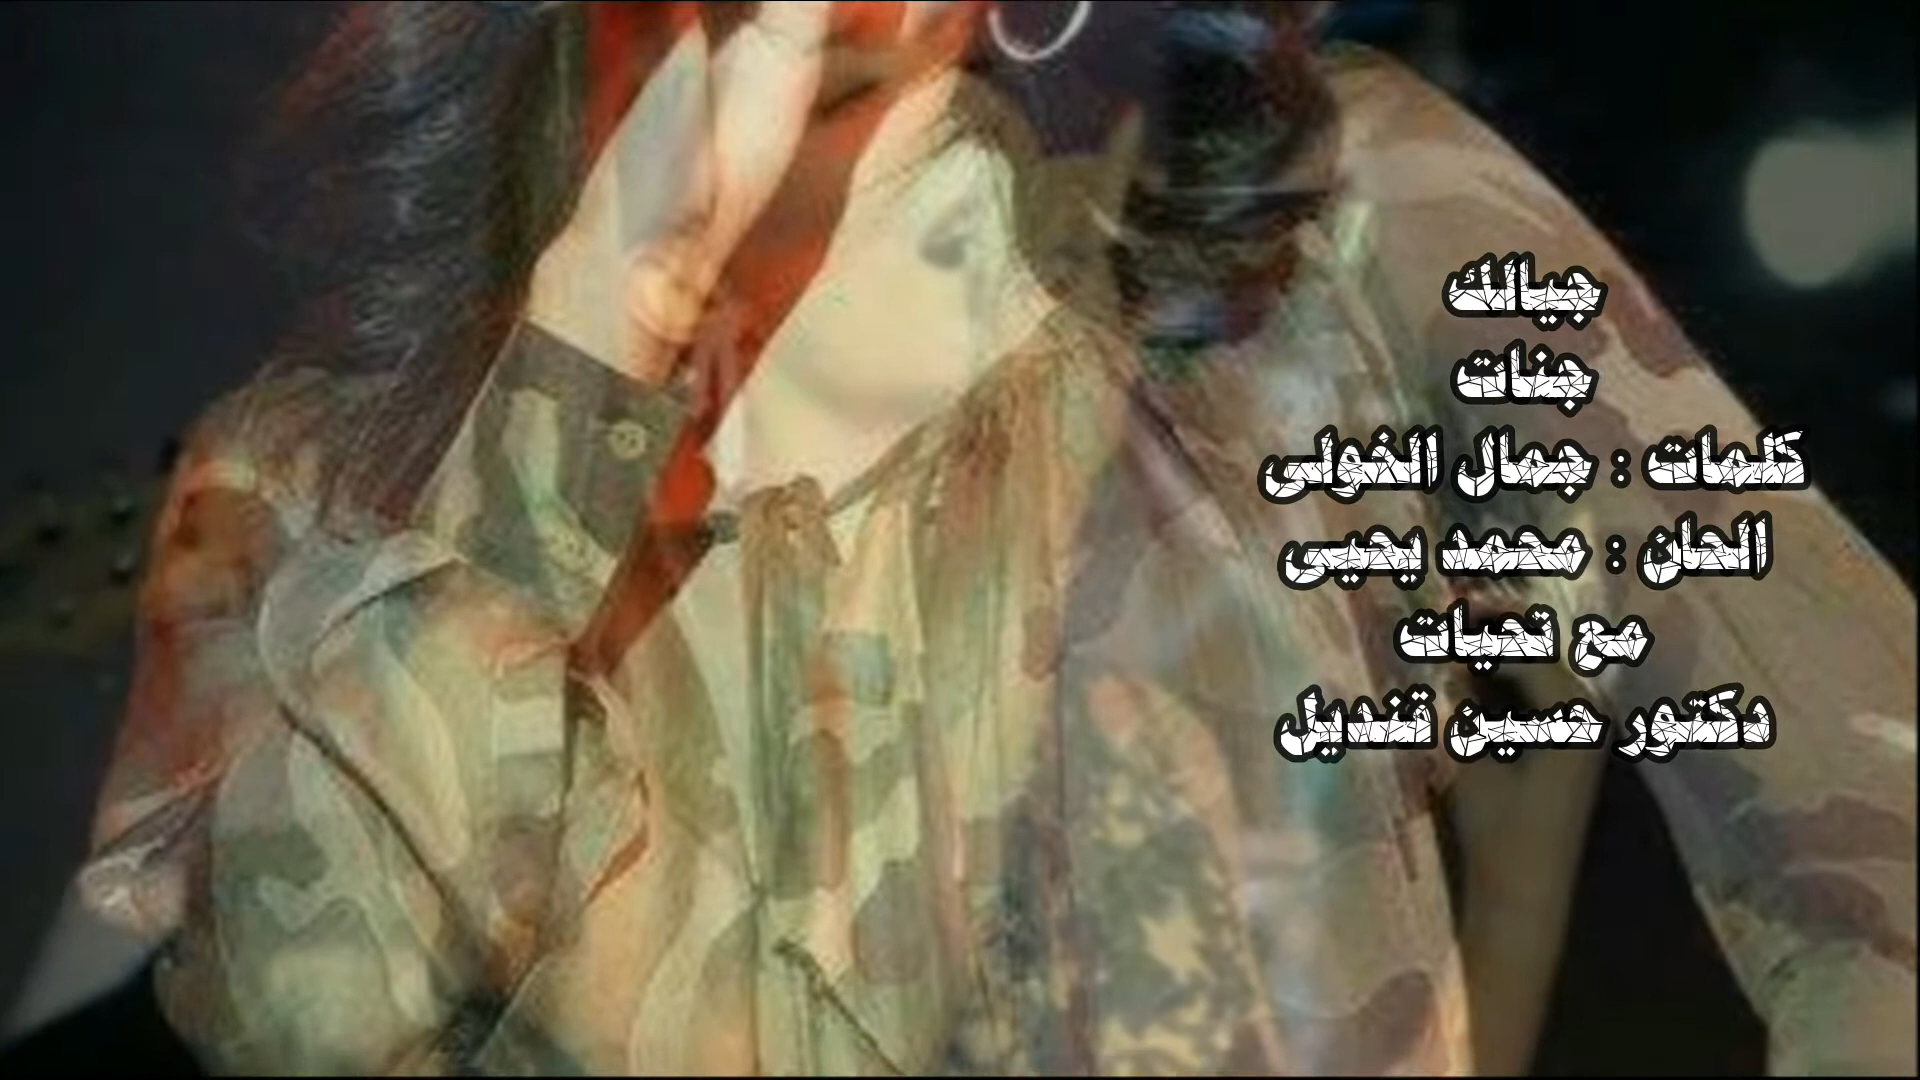 جيالك
جنات
كلمات : جمال الخولى
الحان : محمد يحيى
مع تحيات
دكتور حسين قنديل